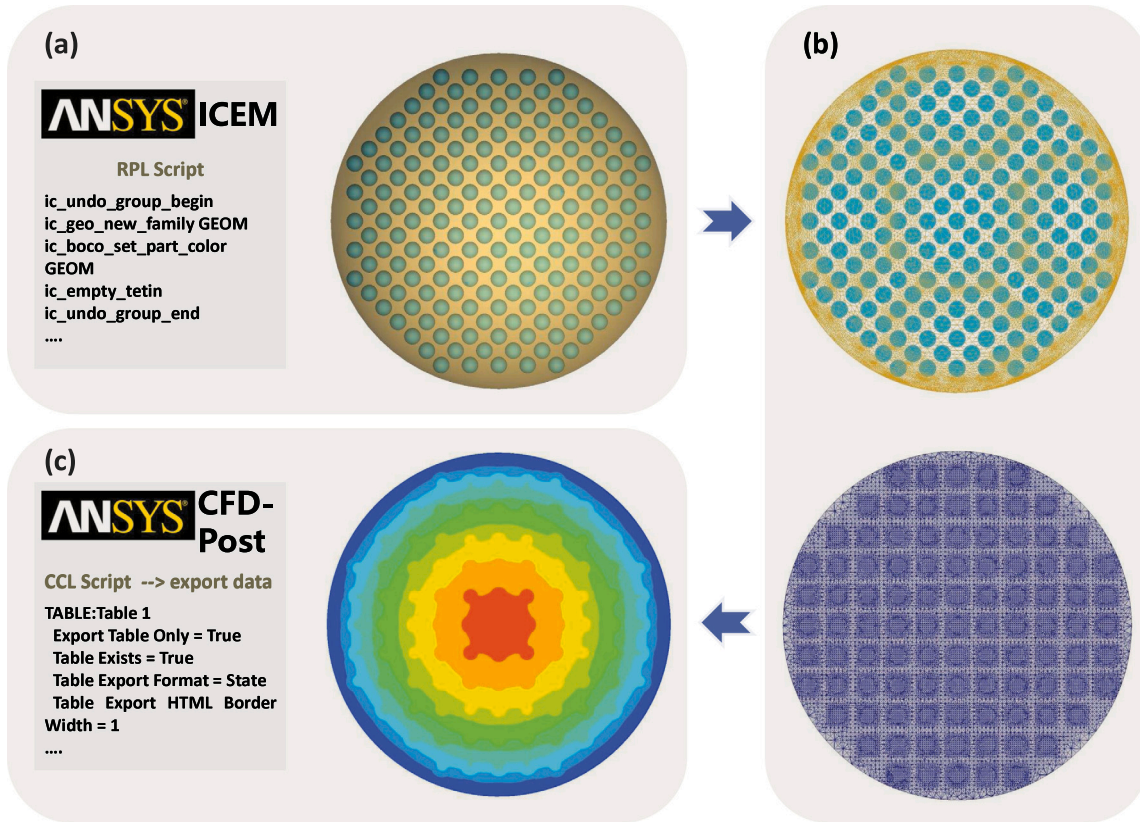 (a)
ANSYS® ICEM
RPL Script
ic_undo_group_begin
ic_geo_new_family GEOM
ic_boco_set_part_color
GEOM
ic_empty_tetin
ic_undo_group_end
....
(b)
(c)
ANSYS® CFD-
Post
CCL Script --> export data
TABLE:Table 1
Export Table Only = True
Table Exists = True
Table Export Format = State
Table Export HTML Border
Width = 1
....